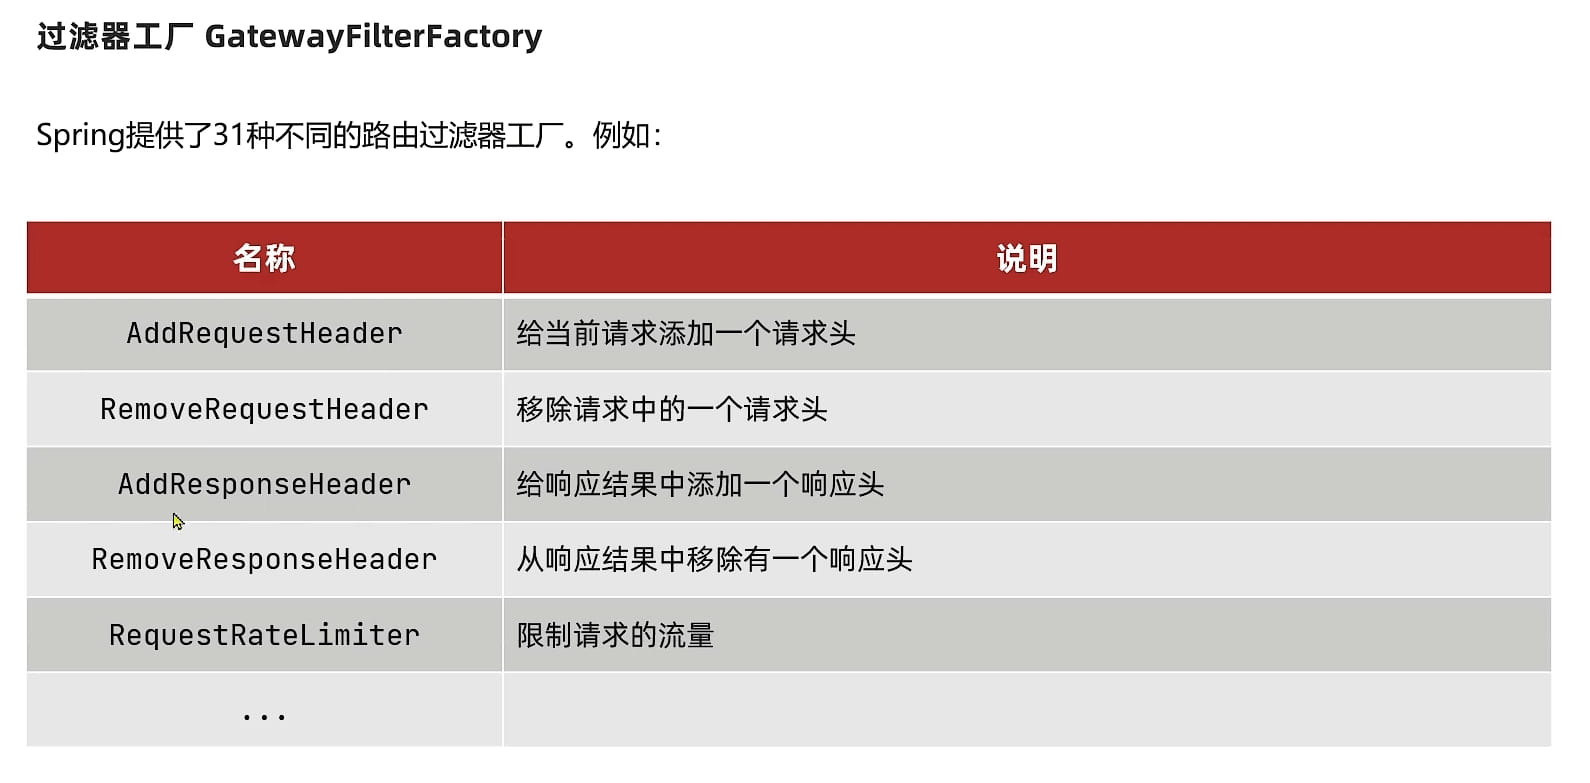 过滤器工厂 GatewayFilterFactory
Spring提供了31种不同的路由过滤器工厂。例如：
名称 说明
AddRequestHeader 给当前请求添加一个请求头
RemoveRequestHeader 移除请求中的一个请求头
AddResponseHeader 给响应结果中添加一个响应头
RemoveResponseHeader 从响应结果中移除有一个响应头
RequestRateLimiter 限制请求的流量
...